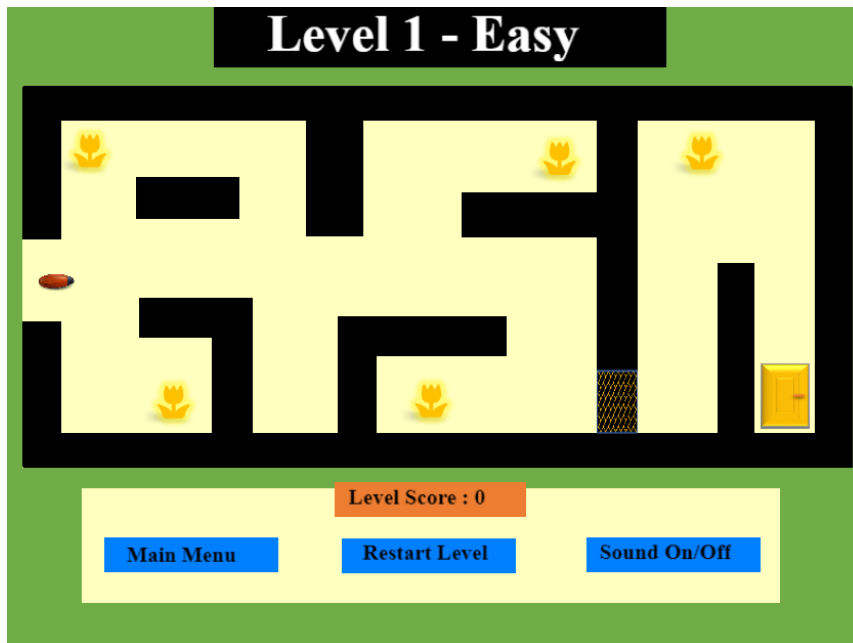 Level 1 - Easy
Level Score : 0
Main Menu
Restart Level
Sound On/Off